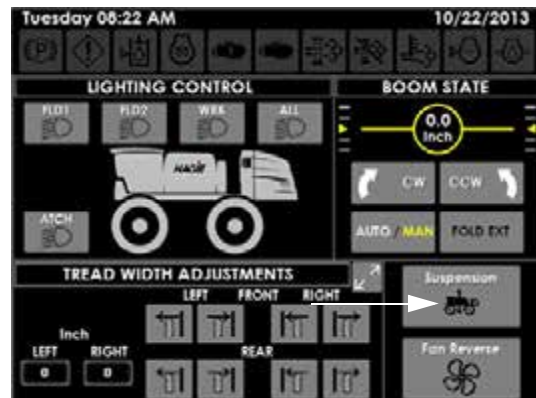 Tuesday 08:22 AM 10/22/2013
LIGHTING CONTROL
BOOM STATE
FLD1 FLD2 WRK ALL
0.0
Inch
HAGIE
CW CCW
ATCH
AUTO / MAN FOLD EXT
TREAD WIDTH ADJUSTMENTS
LEFT FRONT RIGHT
Suspension
Inch
LEFT RIGHT
REAR
Fan Reverse
0 0